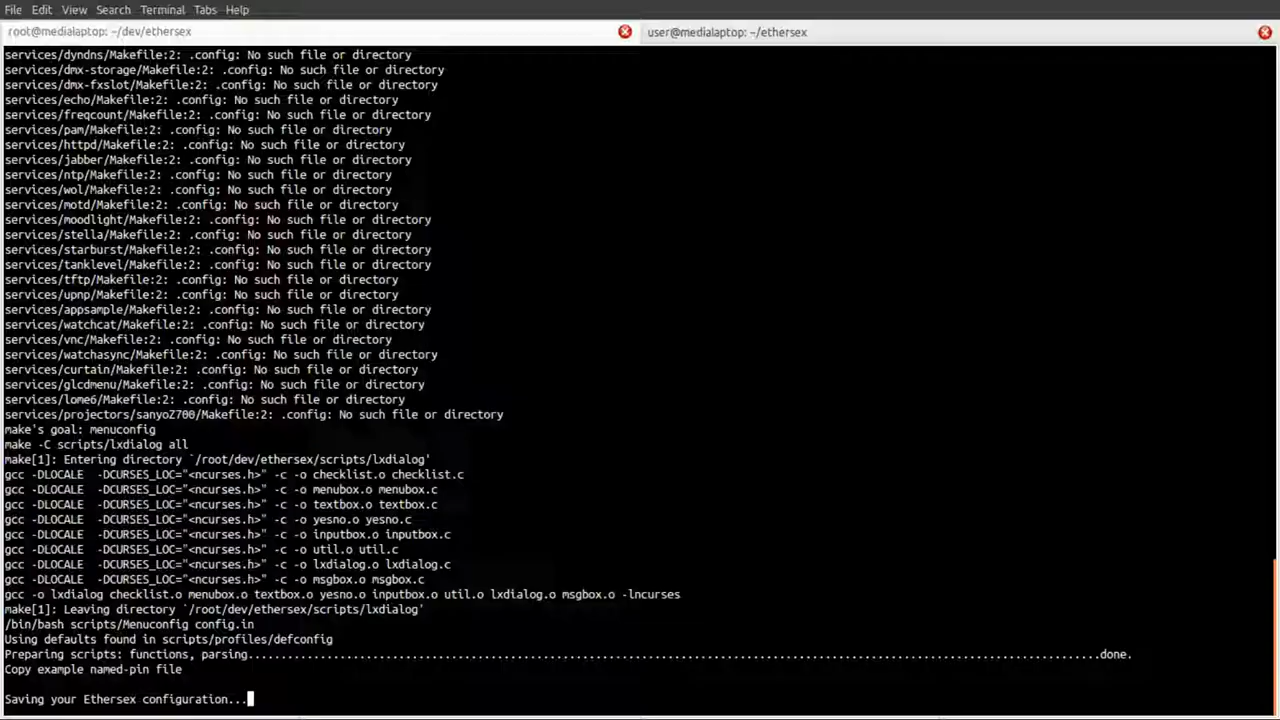 File Edit View Search Terminal Tabs Help
root@medialaptop: ~/dev/ethersex
user@medialaptop: ~/ethersex
services/dyndns/Makefile:2: .config: No such file or directory
services/dmx-storage/Makefile:2: .config: No such file or directory
services/dmx-fxslot/Makefile:2: .config: No such file or directory
services/echo/Makefile:2: .config: No such file or directory
services/freqcount/Makefile:2: .config: No such file or directory
services/pam/Makefile:2: .config: No such file or directory
services/httpd/Makefile:2: .config: No such file or directory
services/jabber/Makefile:2: .config: No such file or directory
services/ntp/Makefile:2: .config: No such file or directory
services/wol/Makefile:2: .config: No such file or directory
services/motd/Makefile:2: .config: No such file or directory
services/moodlight/Makefile:2: .config: No such file or directory
services/stella/Makefile:2: .config: No such file or directory
services/starburst/Makefile:2: .config: No such file or directory
services/tanklevel/Makefile:2: .config: No such file or directory
services/tftp/Makefile:2: .config: No such file or directory
services/upnp/Makefile:2: .config: No such file or directory
services/appsample/Makefile:2: .config: No such file or directory
services/watchcat/Makefile:2: .config: No such file or directory
services/vnc/Makefile:2: .config: No such file or directory
services/watchasync/Makefile:2: .config: No such file or directory
services/curtain/Makefile:2: .config: No such file or directory
services/glcdmenu/Makefile:2: .config: No such file or directory
services/lome6/Makefile:2: .config: No such file or directory
services/projectors/sanyoZ700/Makefile:2: .config: No such file or directory
make's goal: menuconfig
make -C scripts/lxdialog all
make[1]: Entering directory `/root/dev/ethersex/scripts/lxdialog'
gcc -DLOCALE  -DCURSES_LOC="<ncurses.h>" -c -o checklist.o checklist.c
gcc -DLOCALE  -DCURSES_LOC="<ncurses.h>" -c -o menubox.o menubox.c
gcc -DLOCALE  -DCURSES_LOC="<ncurses.h>" -c -o textbox.o textbox.c
gcc -DLOCALE  -DCURSES_LOC="<ncurses.h>" -c -o yesno.o yesno.c
gcc -DLOCALE  -DCURSES_LOC="<ncurses.h>" -c -o inputbox.o inputbox.c
gcc -DLOCALE  -DCURSES_LOC="<ncurses.h>" -c -o util.o util.c
gcc -DLOCALE  -DCURSES_LOC="<ncurses.h>" -c -o lxdialog.o lxdialog.c
gcc -DLOCALE  -DCURSES_LOC="<ncurses.h>" -c -o msgbox.o msgbox.c
gcc -o lxdialog checklist.o menubox.o textbox.o yesno.o inputbox.o util.o lxdialog.o msgbox.o -lncurses
make[1]: Leaving directory `/root/dev/ethersex/scripts/lxdialog'
/bin/bash scripts/Menuconfig config.in
Using defaults found in scripts/profiles/defconfig
Preparing scripts: functions, parsing..................................................................................................................................done.
Copy example named-pin file
Saving your Ethersex configuration...